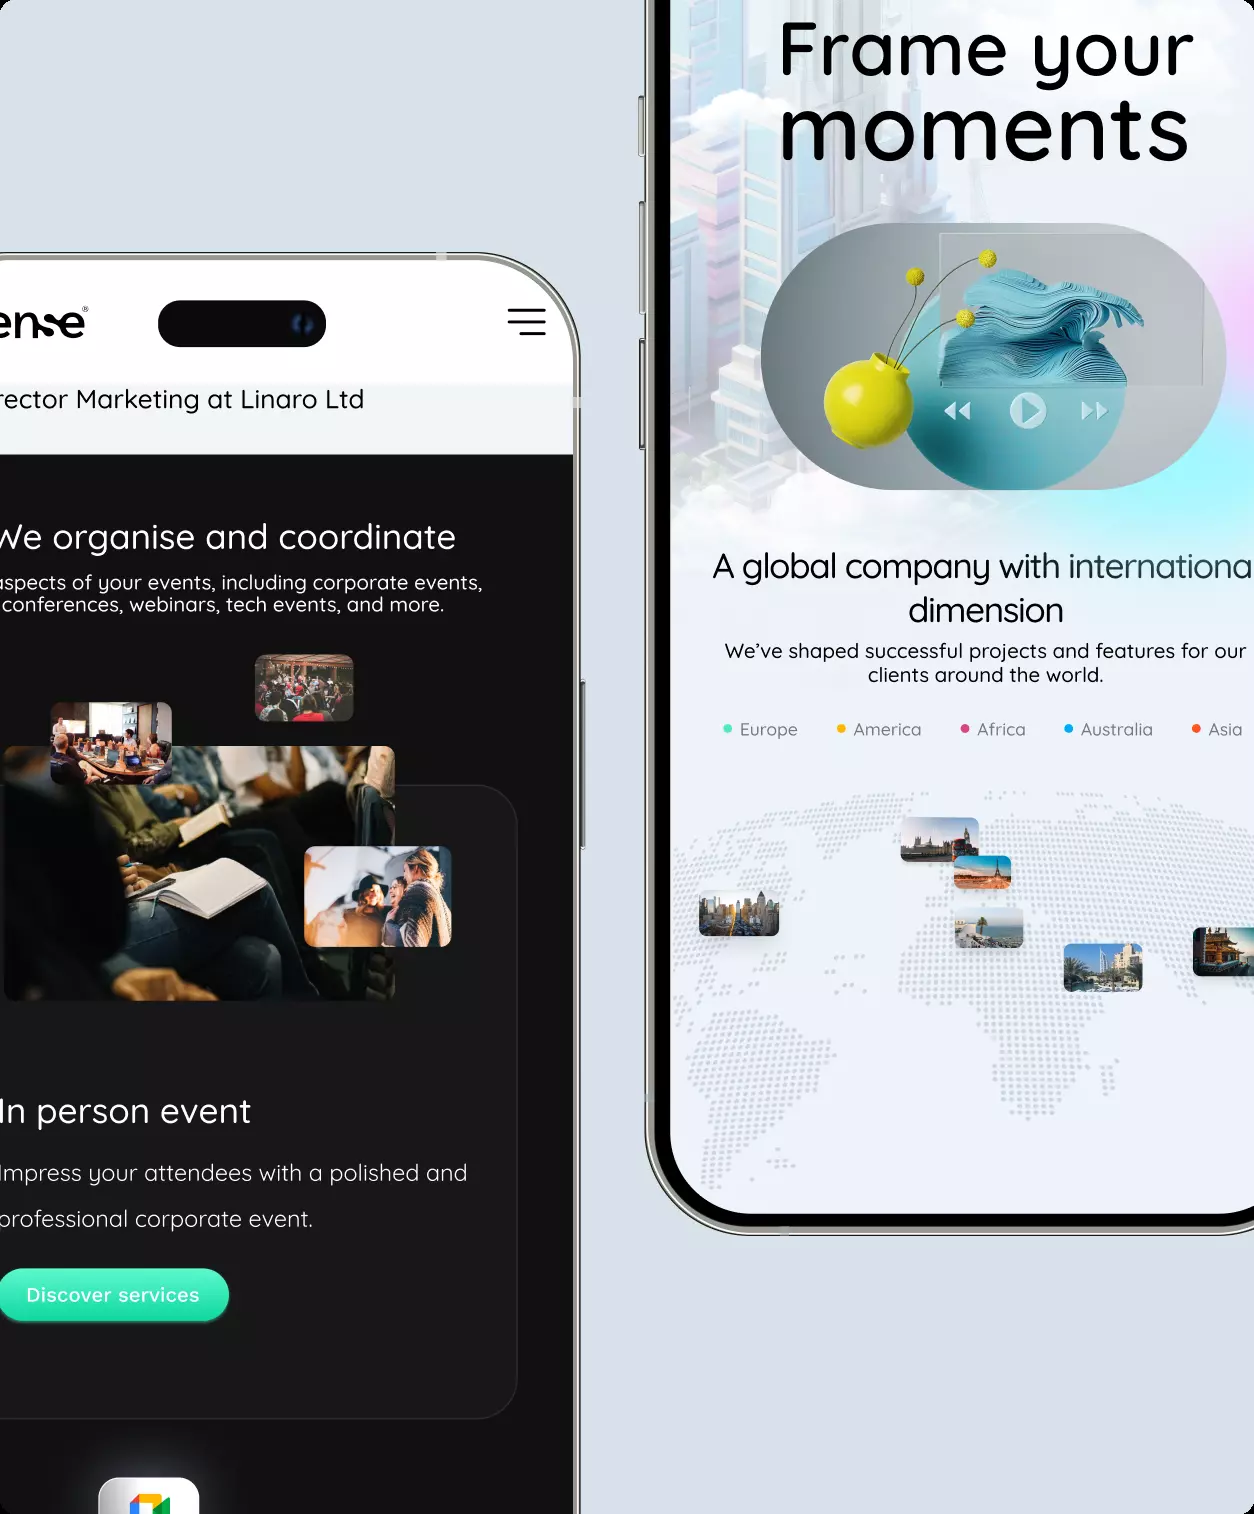 ense®
rector Marketing at Linaro Ltd
We organise and coordinate
aspects of your events, including corporate events,
conferences, webinars, tech events, and more.
In person event
Impress your attendees with a polished and
professional corporate event.
Discover services
Frame your
moments
A global company with internationa
dimension
We’ve shaped successful projects and features for our
clients around the world.
Europe America Africa Australia Asia